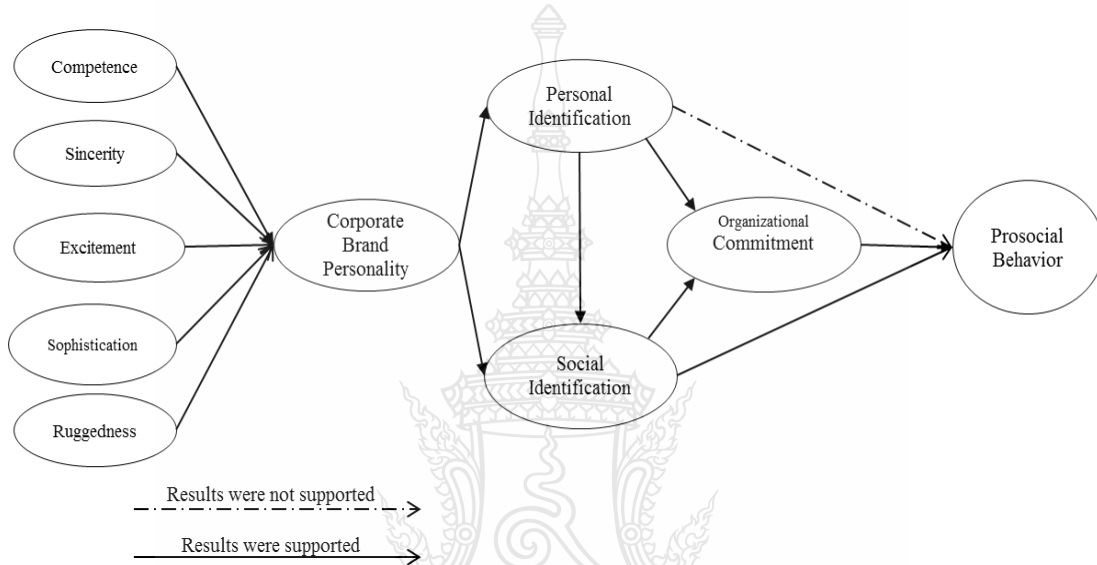 Competence
Sincerity
Excitement
Sophistication
Ruggedness
Corporate
Brand
Personality
Personal
Identification
Social
Identification
Organizational
Commitment
Prosocial
Behavior
Results were not supported
Results were supported